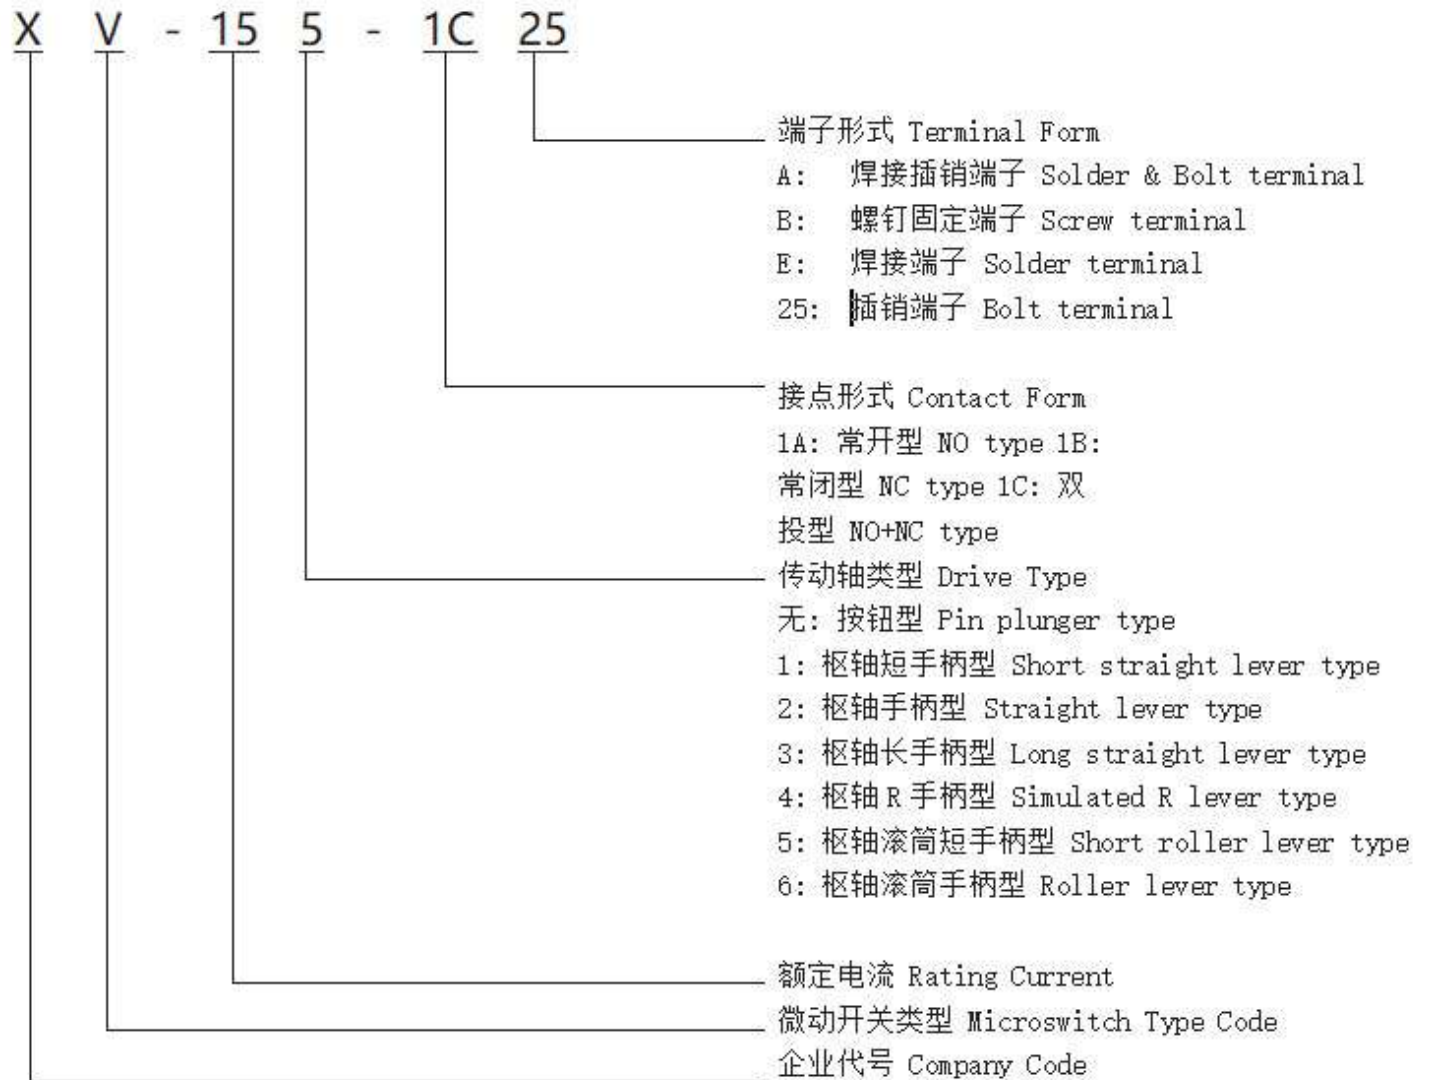 X V - 15 5 - 1C 25
端子形式 Terminal Form
A: 焊接插销端子 Solder & Bolt terminal
B: 螺钉固定端子 Screw terminal
E: 焊接端子 Solder terminal
25: 插销端子 Bolt terminal
接点形式 Contact Form
1A: 常开型 NO type 1B:
常闭型 NC type 1C: 双
投型 NO+NC type
传动轴类型 Drive Type
无: 按钮型 Pin plunger type
1: 枢轴短手柄型 Short straight lever type
2: 枢轴手柄型 Straight lever type
3: 枢轴长手柄型 Long straight lever type
4: 枢轴R手柄型 Simulated R lever type
5: 枢轴滚筒短手柄型 Short roller lever type
6: 枢轴滚筒手柄型 Roller lever type
额定电流 Rating Current
微动开关类型 Microswitch Type Code
企业代号 Company Code